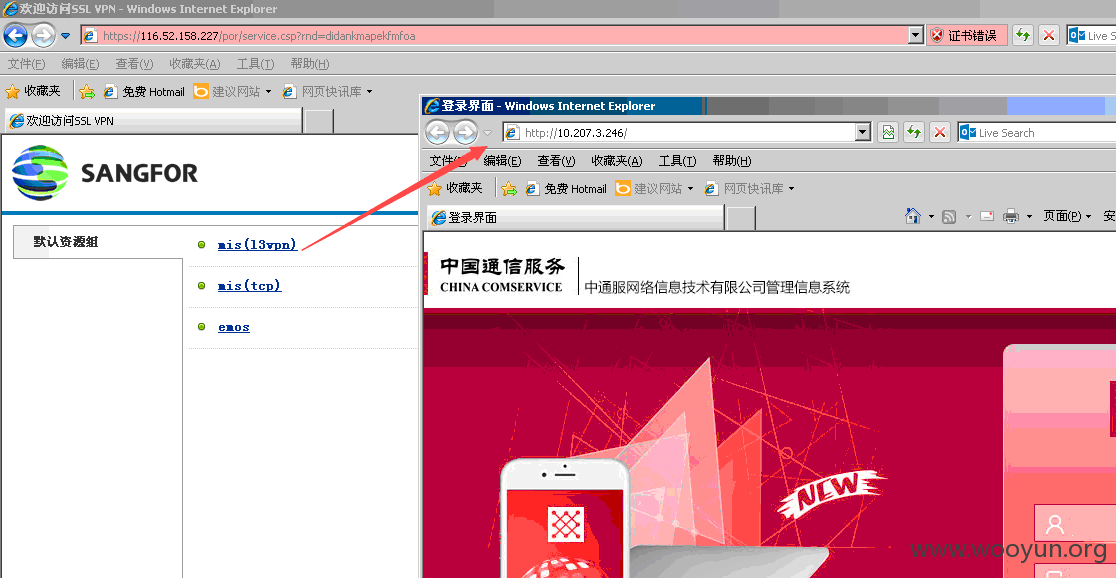 欢迎访问SSL VPN - Windows Internet Explorer
https://116.52.158.227/por/service.csp?rnd=didankmapekfmfoa
证书错误
Live S
文件(F) 编辑(E) 查看(V) 收藏夹(A) 工具(T) 帮助(H)
收藏夹 免费 Hotmail 建议网站 网页快讯库
欢迎访问SSL VPN
SANGFOR
默认资源组
mis(l3vpn)
mis(tcp)
emos
登录界面 - Windows Internet Explorer
http://10.207.3.246/
Live Search
文件(F) 编辑(E) 查看(V) 收藏夹(A) 工具(T) 帮助(H)
收藏夹 免费 Hotmail 建议网站 网页快讯库
登录界面
页面(P) 安
中国通信服务
CHINA COMSERVICE
中通服网络信息技术有限公司管理信息系统
NEW
www.wooyun.org